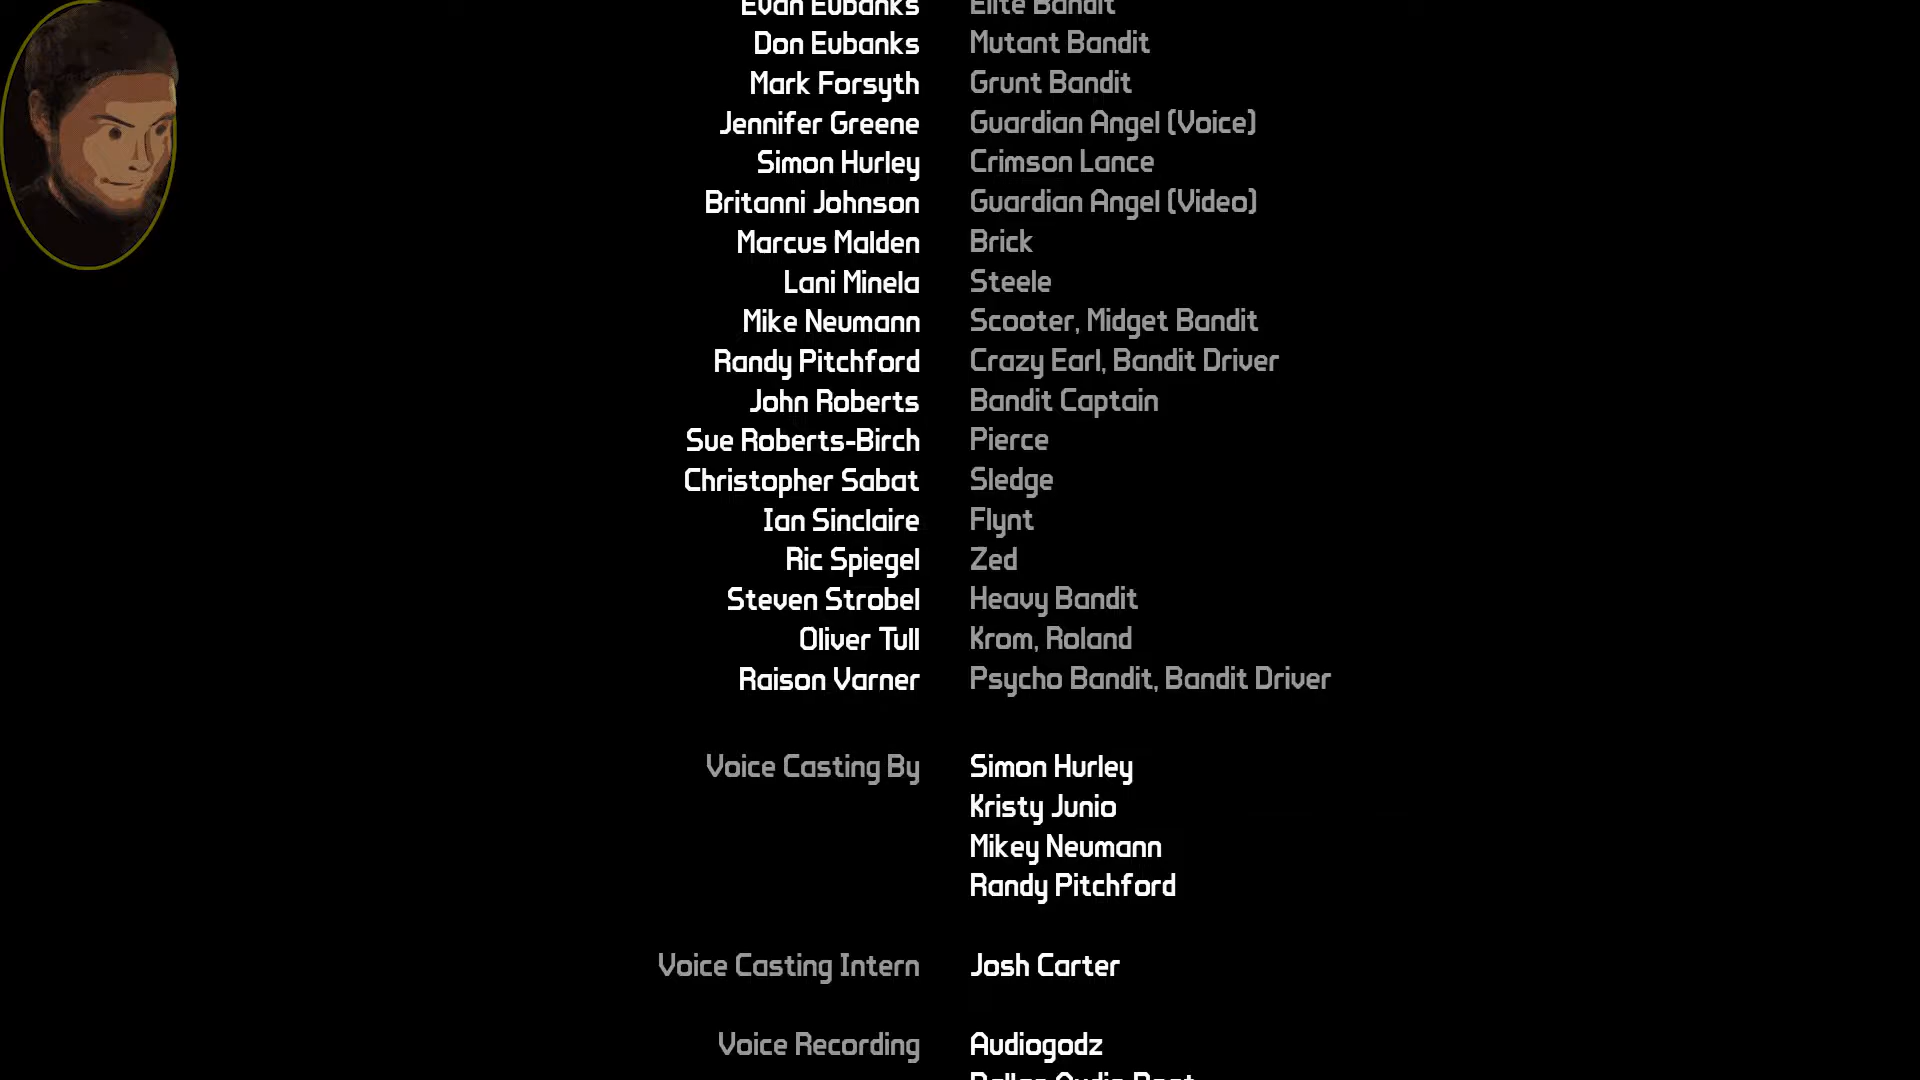 Evan Eubanks Elite Bandit
Don Eubanks Mutant Bandit
Mark Forsyth Grunt Bandit
Jennifer Greene Guardian Angel (Voice)
Simon Hurley Crimson Lance
Britanni Johnson Guardian Angel (Video)
Marcus Malden Brick
Lani Minela Steele
Mike Neumann Scooter, Midget Bandit
Randy Pitchford Crazy Earl, Bandit Driver
John Roberts Bandit Captain
Sue Roberts-Birch Pierce
Christopher Sabat Sledge
Ian Sinclaire Flynt
Ric Spiegel Zed
Steven Strobel Heavy Bandit
Oliver Tull Krom, Roland
Raison Varner Psycho Bandit, Bandit Driver
Voice Casting By Simon Hurley
Kristy Junio
Mikey Neumann
Randy Pitchford
Voice Casting Intern Josh Carter
Voice Recording Audiogodz